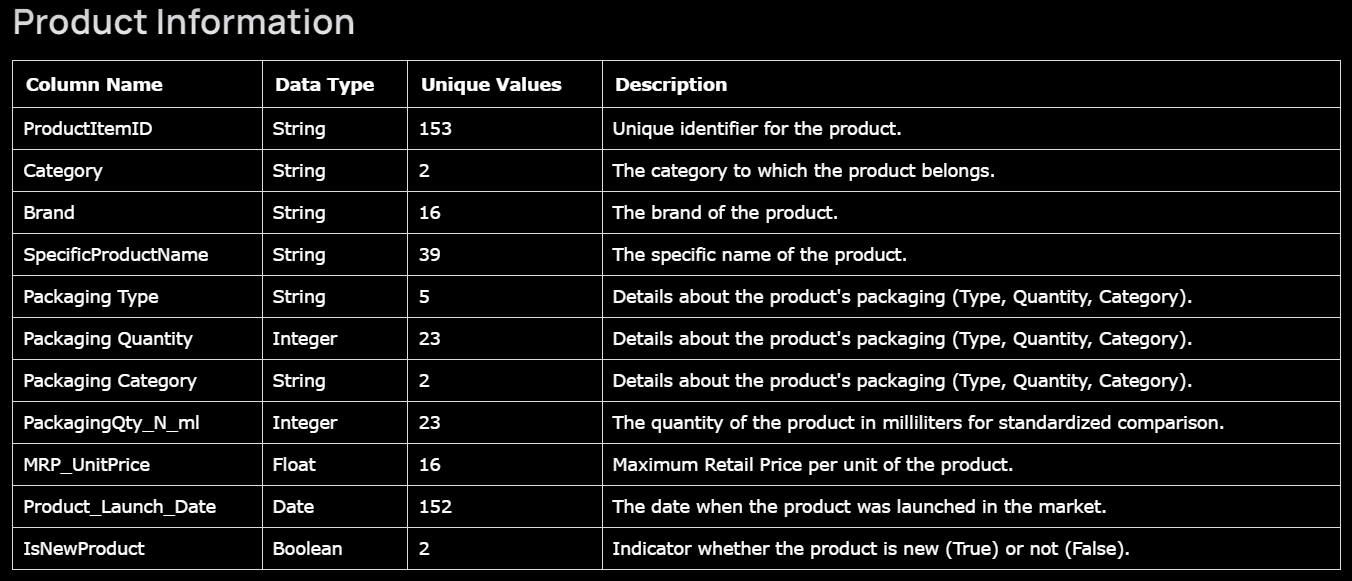 Product Information
Column Name Data Type Unique Values Description
ProductItemID String 153 Unique identifier for the product.
Category String 2 The category to which the product belongs.
Brand String 16 The brand of the product.
SpecificProductName String 39 The specific name of the product.
Packaging Type String 5 Details about the product's packaging (Type, Quantity, Category).
Packaging Quantity Integer 23 Details about the product's packaging (Type, Quantity, Category).
Packaging Category String 2 Details about the product's packaging (Type, Quantity, Category).
PackagingQty_N_ml Integer 23 The quantity of the product in milliliters for standardized comparison.
MRP_UnitPrice Float 16 Maximum Retail Price per unit of the product.
Product_Launch_Date Date 152 The date when the product was launched in the market.
IsNewProduct Boolean 2 Indicator whether the product is new (True) or not (False).